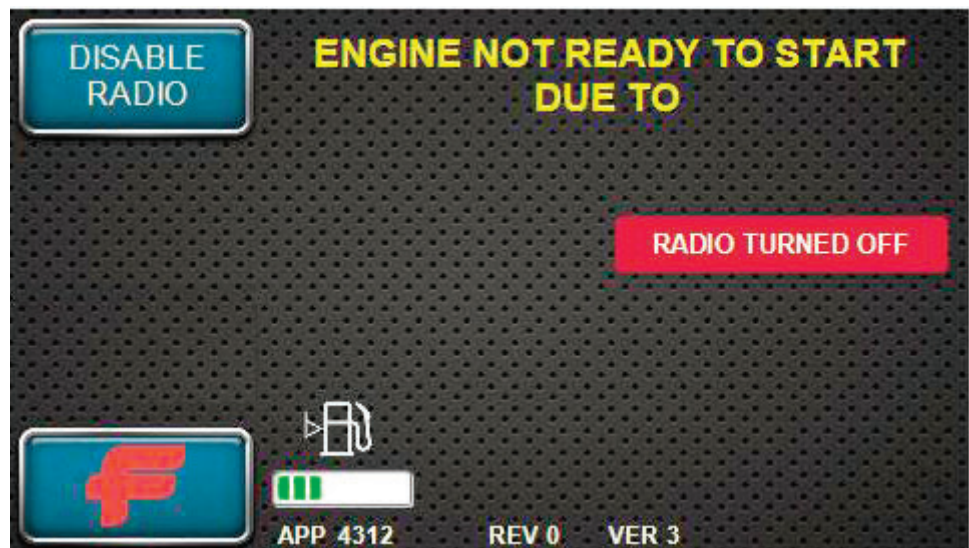 DISABLE
RADIO
ENGINE NOT READY TO START
DUE TO
RADIO TURNED OFF
APP 4312 REV 0 VER 3